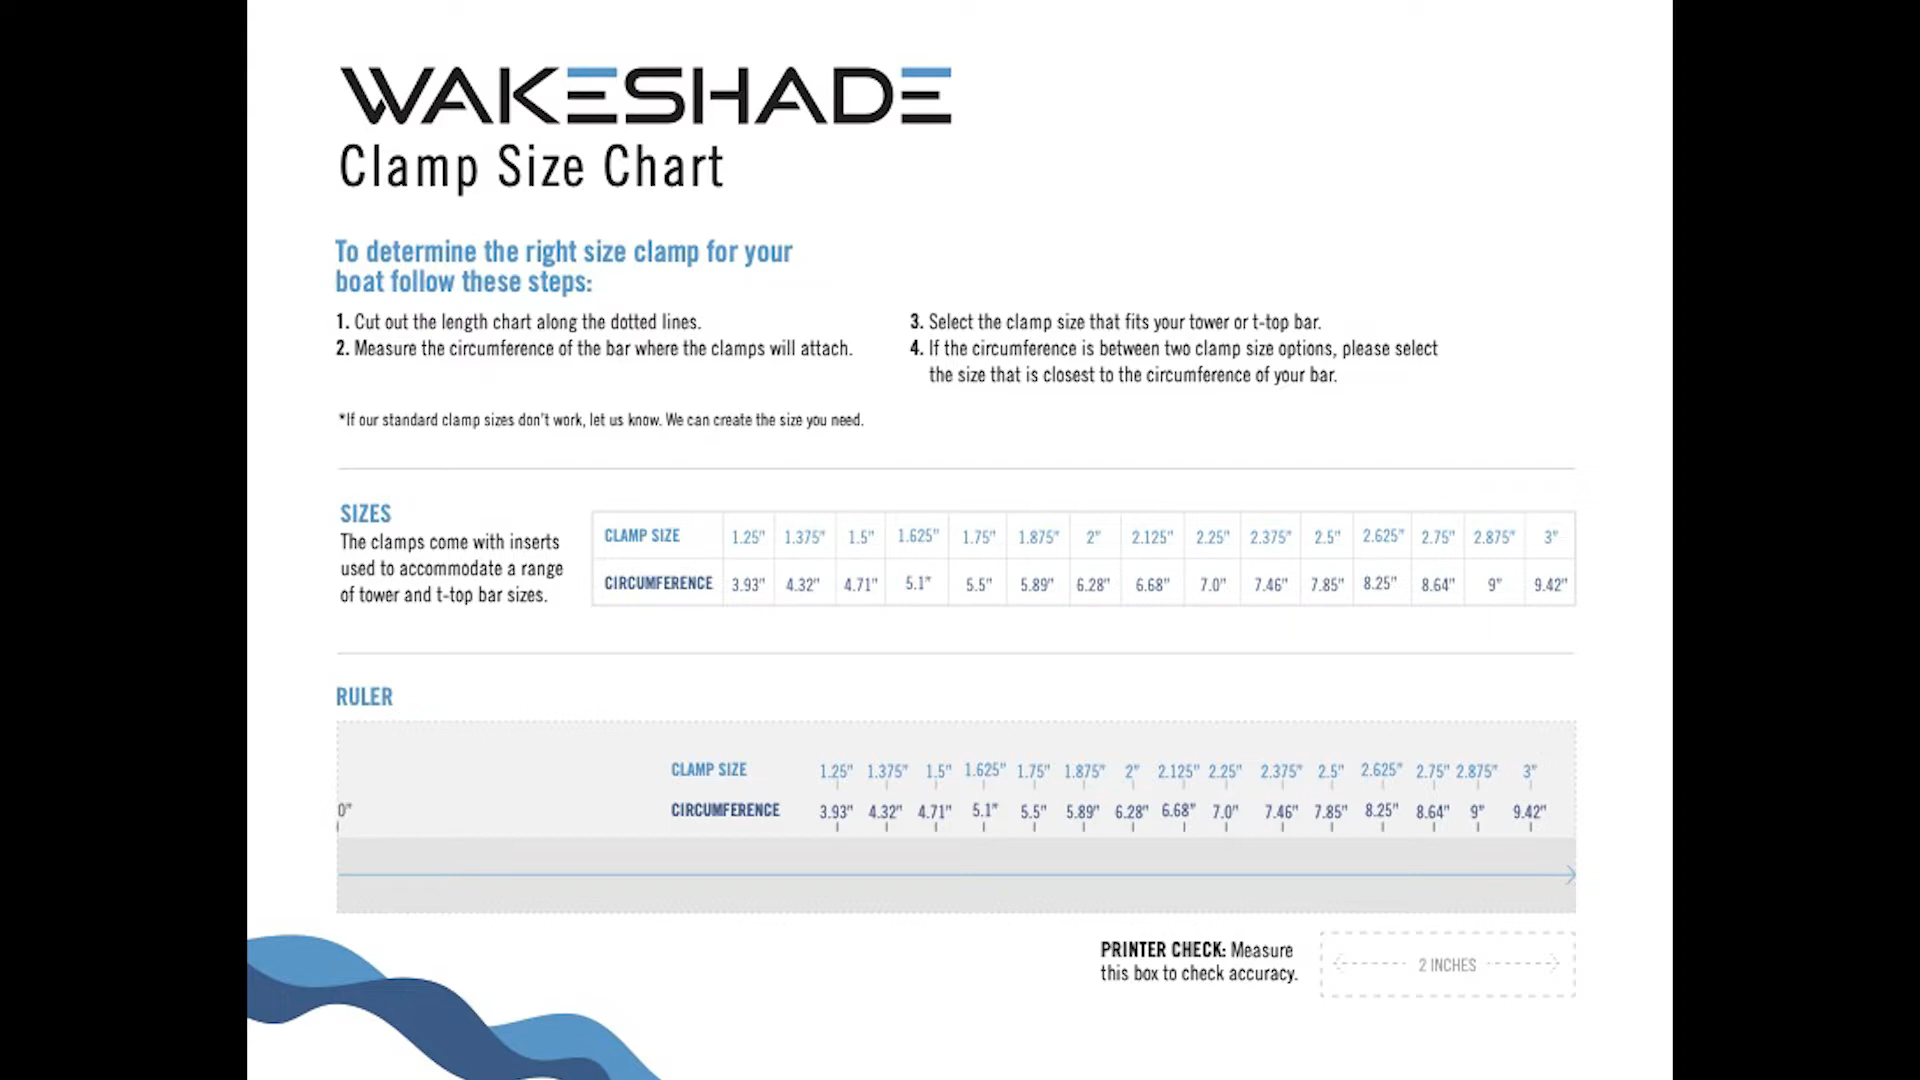 WAKESHADE
Clamp Size Chart
To determine the right size clamp for your
boat follow these steps:
1. Cut out the length chart along the dotted lines.
2. Measure the circumference of the bar where the clamps will attach.
3. Select the clamp size that fits your tower or t-top bar.
4. If the circumference is between two clamp size options, please select
the size that is closest to the circumference of your bar.
*If our standard clamp sizes don't work, let us know. We can create the size you need.
SIZES
The clamps come with inserts
used to accommodate a range
of tower and t-top bar sizes.
CLAMP SIZE 1.25" 1.375" 1.5" 1.625" 1.75" 1.875" 2" 2.125" 2.25" 2.375" 2.5" 2.625" 2.75" 2.875" 3"
CIRCUMFERENCE 3.93" 4.32" 4.71" 5.1" 5.5" 5.89" 6.28" 6.68" 7.0" 7.46" 7.85" 8.25" 8.64" 9" 9.42"
RULER
CLAMP SIZE 1.25" 1.375" 1.5" 1.625" 1.75" 1.875" 2" 2.125" 2.25" 2.375" 2.5" 2.625" 2.75" 2.875" 3"
0" CIRCUMFERENCE 3.93" 4.32" 4.71" 5.1" 5.5" 5.89" 6.28" 6.68" 7.0" 7.46" 7.85" 8.25" 8.64" 9" 9.42"
PRINTER CHECK: Measure
this box to check accuracy.
2 INCHES